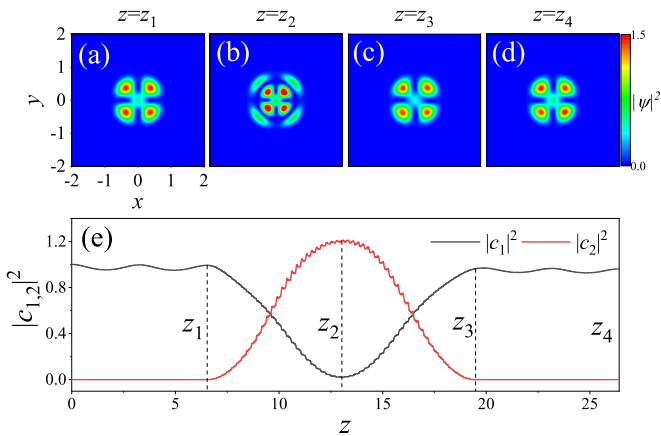 z=z₁ z=z₂ z=z₃ z=z₄
(a) (b) (c) (d)
2
1
0
-1
-2
y
-2 -1 0 1 2
x
1.5
|ψ|²
0.0
(e)
|c₁|² |c₂|²
1.2
0.8
0.4
0.0
|c₁,₂|²
z₁ z₂ z₃ z₄
0 5 10 15 20 25
z